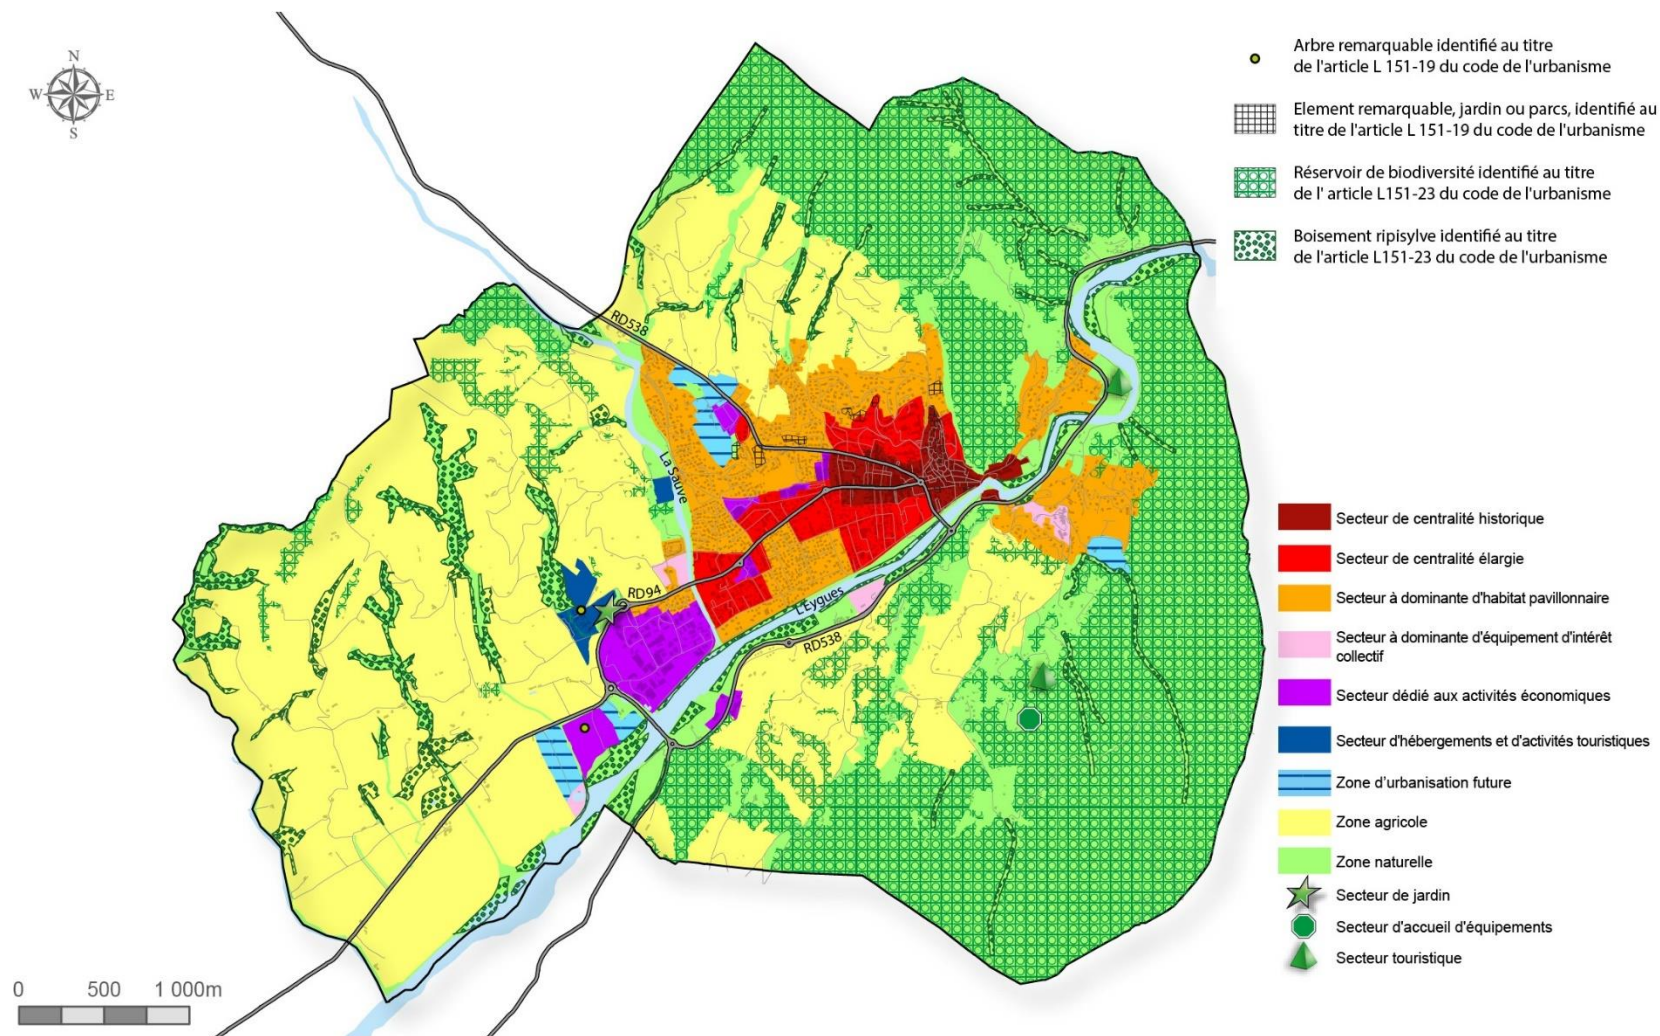 N
W
E
S
Arbre remarquable identifié au titre
de l'article L 151-19 du code de l'urbanisme
Element remarquable, jardin ou parcs, identifié au
titre de l'article L 151-19 du code de l'urbanisme
Réservoir de biodiversité identifié au titre
de l' article L151-23 du code de l'urbanisme
Boisement ripisylve identifié au titre
de l'article L151-23 du code de l'urbanisme
RD538
La Sauve
RD94
L'Eygues
RD538
Secteur de centralité historique
Secteur de centralité élargie
Secteur à dominante d'habitat pavillonnaire
Secteur à dominante d'équipement d'intérêt
collectif
Secteur dédié aux activités économiques
Secteur d'hébergements et d'activités touristiques
Zone d'urbanisation future
Zone agricole
Zone naturelle
Secteur de jardin
Secteur d'accueil d'équipements
Secteur touristique
0 500 1 000m